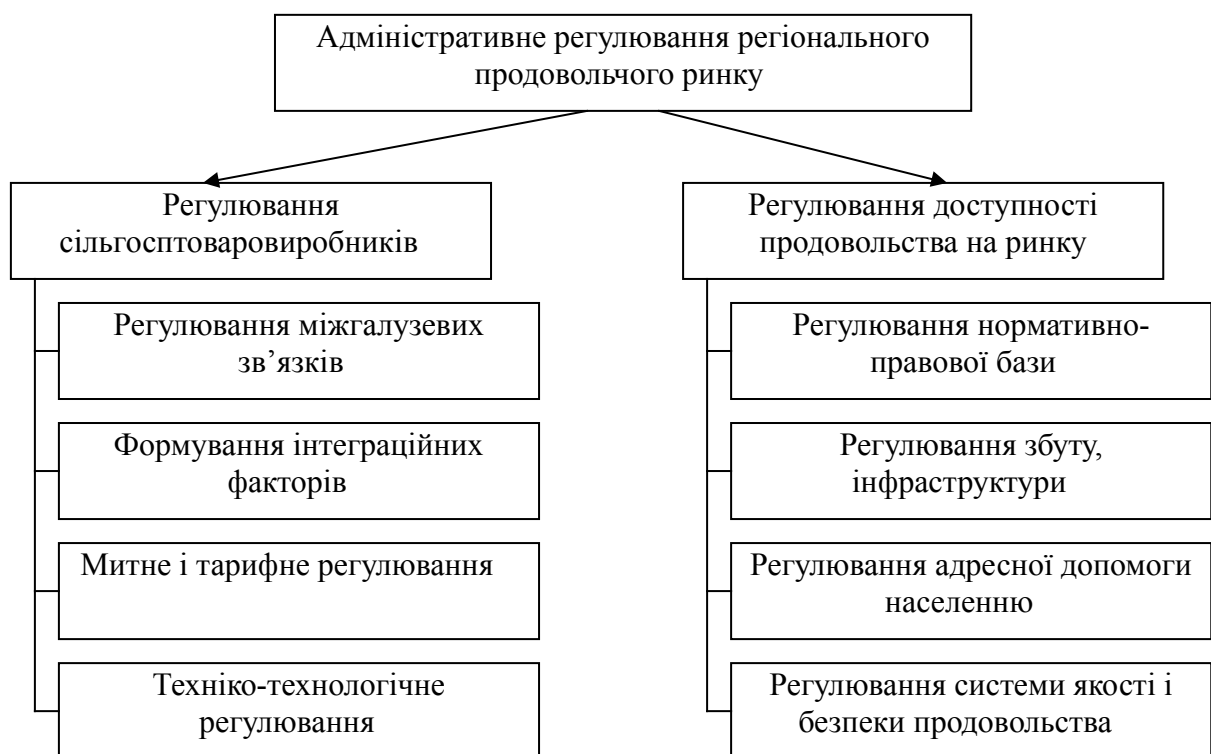 Адміністративне регулювання регіонального
продовольчого ринку
Регулювання
сільгосптоваровиробників
Регулювання міжгалузевих
зв’язків
Формування інтеграційних
факторів
Митне і тарифне регулювання
Техніко-технологічне
регулювання
Регулювання доступності
продовольства на ринку
Регулювання нормативно-
правової бази
Регулювання збуту,
інфраструктури
Регулювання адресної допомоги
населенню
Регулювання системи якості і
безпеки продовольства